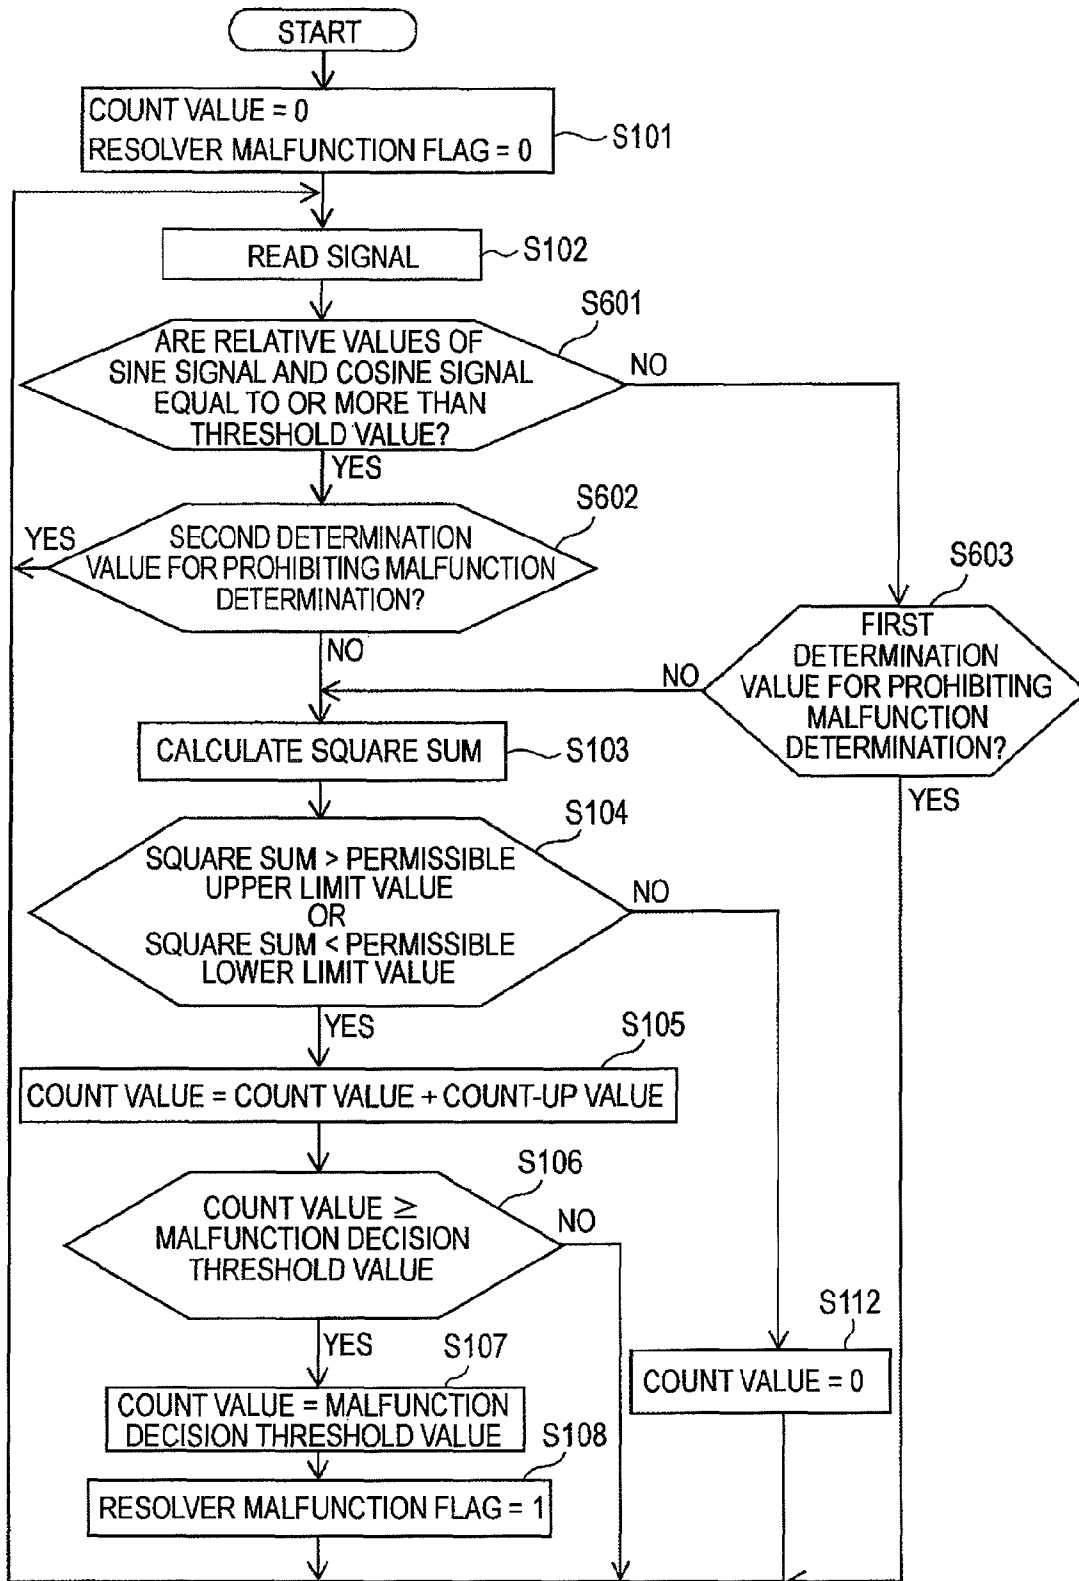 START
COUNT VALUE = 0
RESOLVER MALFUNCTION FLAG = 0
S101
READ SIGNAL
S102
ARE RELATIVE VALUES OF
SINE SIGNAL AND COSINE SIGNAL
EQUAL TO OR MORE THAN
THRESHOLD VALUE?
S601
NO
YES
S602
YES
SECOND DETERMINATION
VALUE FOR PROHIBITING MALFUNCTION
DETERMINATION?
NO
S603
FIRST
DETERMINATION
VALUE FOR PROHIBITING
MALFUNCTION
DETERMINATION?
NO
YES
CALCULATE SQUARE SUM
S103
S104
SQUARE SUM > PERMISSIBLE
UPPER LIMIT VALUE
OR
SQUARE SUM < PERMISSIBLE
LOWER LIMIT VALUE
NO
YES
S105
COUNT VALUE = COUNT VALUE + COUNT-UP VALUE
S106
COUNT VALUE ≥
MALFUNCTION DECISION
THRESHOLD VALUE
NO
YES
S107
COUNT VALUE = MALFUNCTION
DECISION THRESHOLD VALUE
S112
COUNT VALUE = 0
S108
RESOLVER MALFUNCTION FLAG = 1